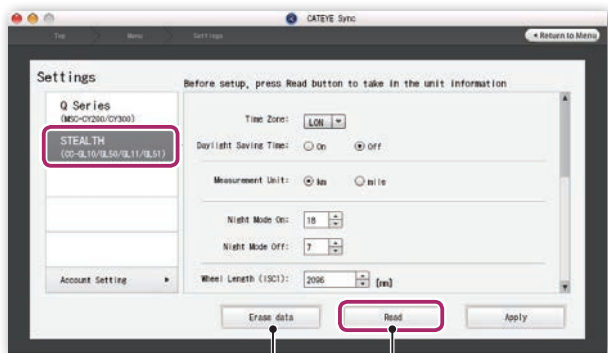 CATEYE Sync
Top Menu Settings
◂ Return to Menu
Settings
Before setup, press Read button to take in the unit information
Q Series
(MSC-CY200/CY300)
STEALTH
(CC-GL10/GL50/GL11/GL51)
Account Setting ▸
Time Zone: LON
Daylight Saving Time: On Off
Measurement Unit: km mile
Night Mode On: 18
Night Mode Off: 7
Wheel Length (ISC1): 2096 [mm]
Erase data Read Apply